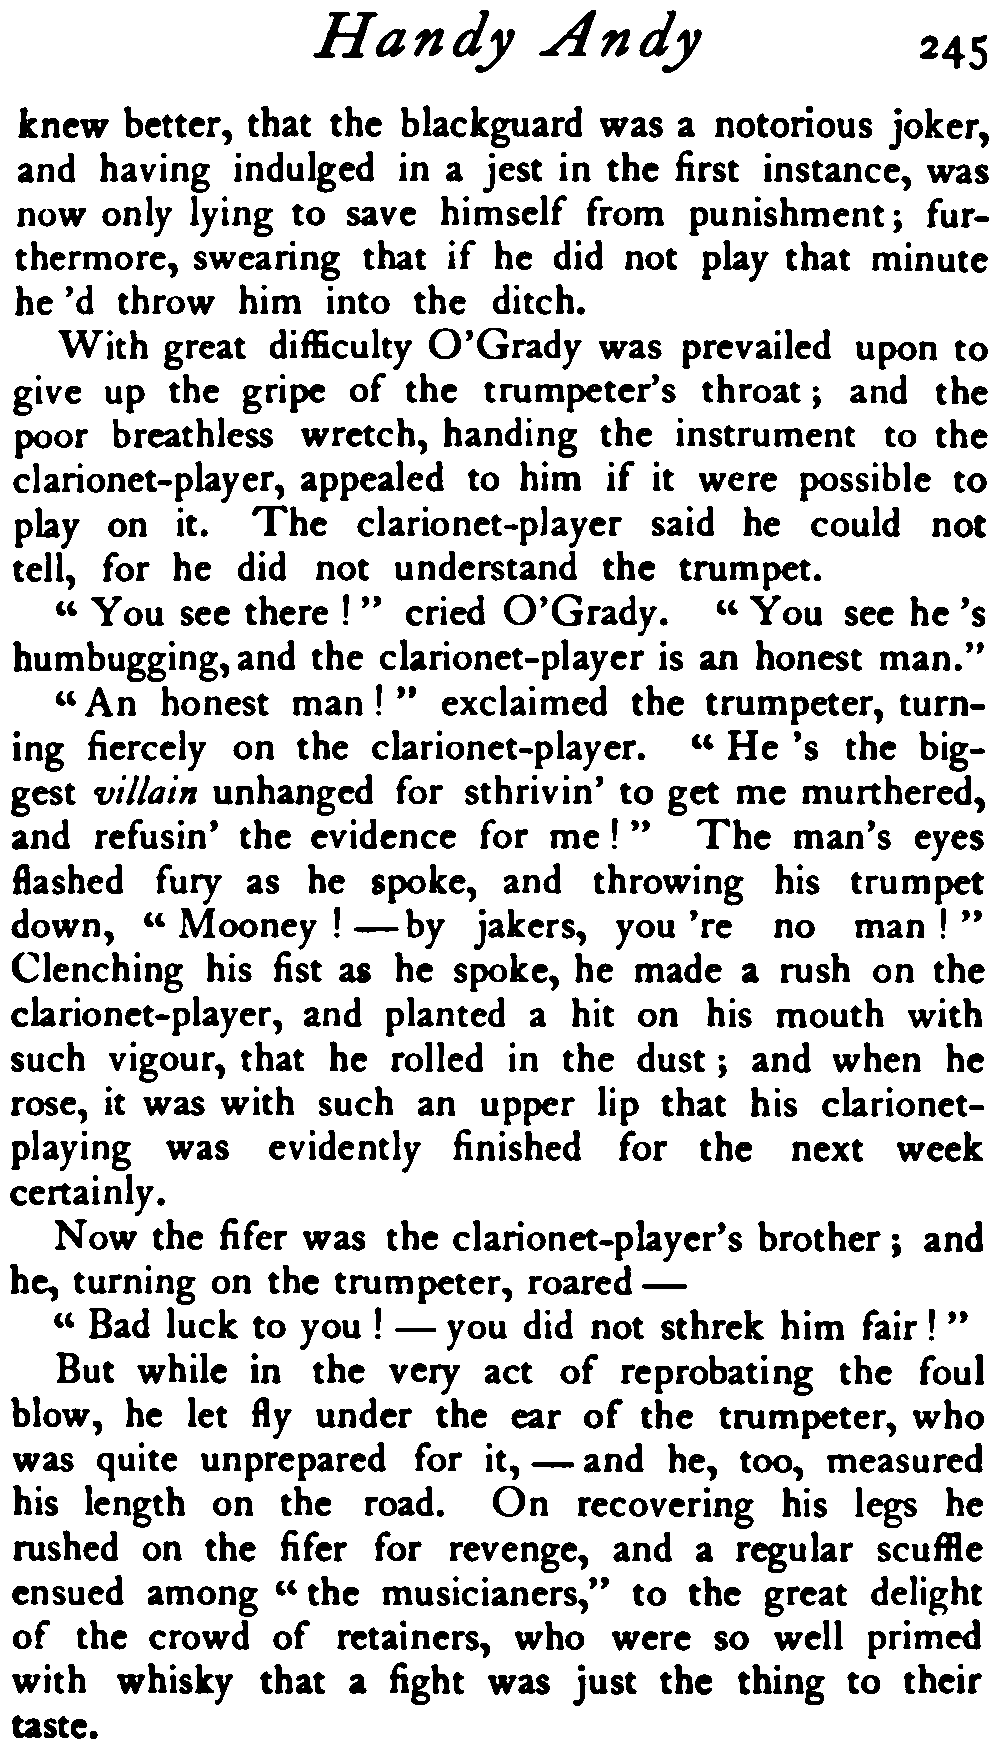 Handy Andy 245
knew better, that the blackguard was a notorious joker,
and having indulged in a jest in the first instance, was
now only lying to save himself from punishment; fur-
thermore, swearing that if he did not play that minute
he 'd throw him into the ditch.
With great difficulty O'Grady was prevailed upon to
give up the gripe of the trumpeter's throat; and the
poor breathless wretch, handing the instrument to the
clarionet-player, appealed to him if it were possible to
play on it. The clarionet-player said he could not
tell, for he did not understand the trumpet.
“ You see there ! ” cried O'Grady. “ You see he 's
humbugging, and the clarionet-player is an honest man.”
“ An honest man ! ” exclaimed the trumpeter, turn-
ing fiercely on the clarionet-player. “ He 's the big-
gest villain unhanged for sthrivin' to get me murthered,
and refusin' the evidence for me ! ” The man's eyes
flashed fury as he spoke, and throwing his trumpet
down, “ Mooney ! — by jakers, you 're no man ! ”
Clenching his fist as he spoke, he made a rush on the
clarionet-player, and planted a hit on his mouth with
such vigour, that he rolled in the dust ; and when he
rose, it was with such an upper lip that his clarionet-
playing was evidently finished for the next week
certainly.
Now the fifer was the clarionet-player's brother ; and
he, turning on the trumpeter, roared —
“ Bad luck to you ! — you did not sthrek him fair ! ”
But while in the very act of reprobating the foul
blow, he let fly under the ear of the trumpeter, who
was quite unprepared for it, — and he, too, measured
his length on the road. On recovering his legs he
rushed on the fifer for revenge, and a regular scuffle
ensued among “ the musicianers,” to the great delight
of the crowd of retainers, who were so well primed
with whisky that a fight was just the thing to their
taste.